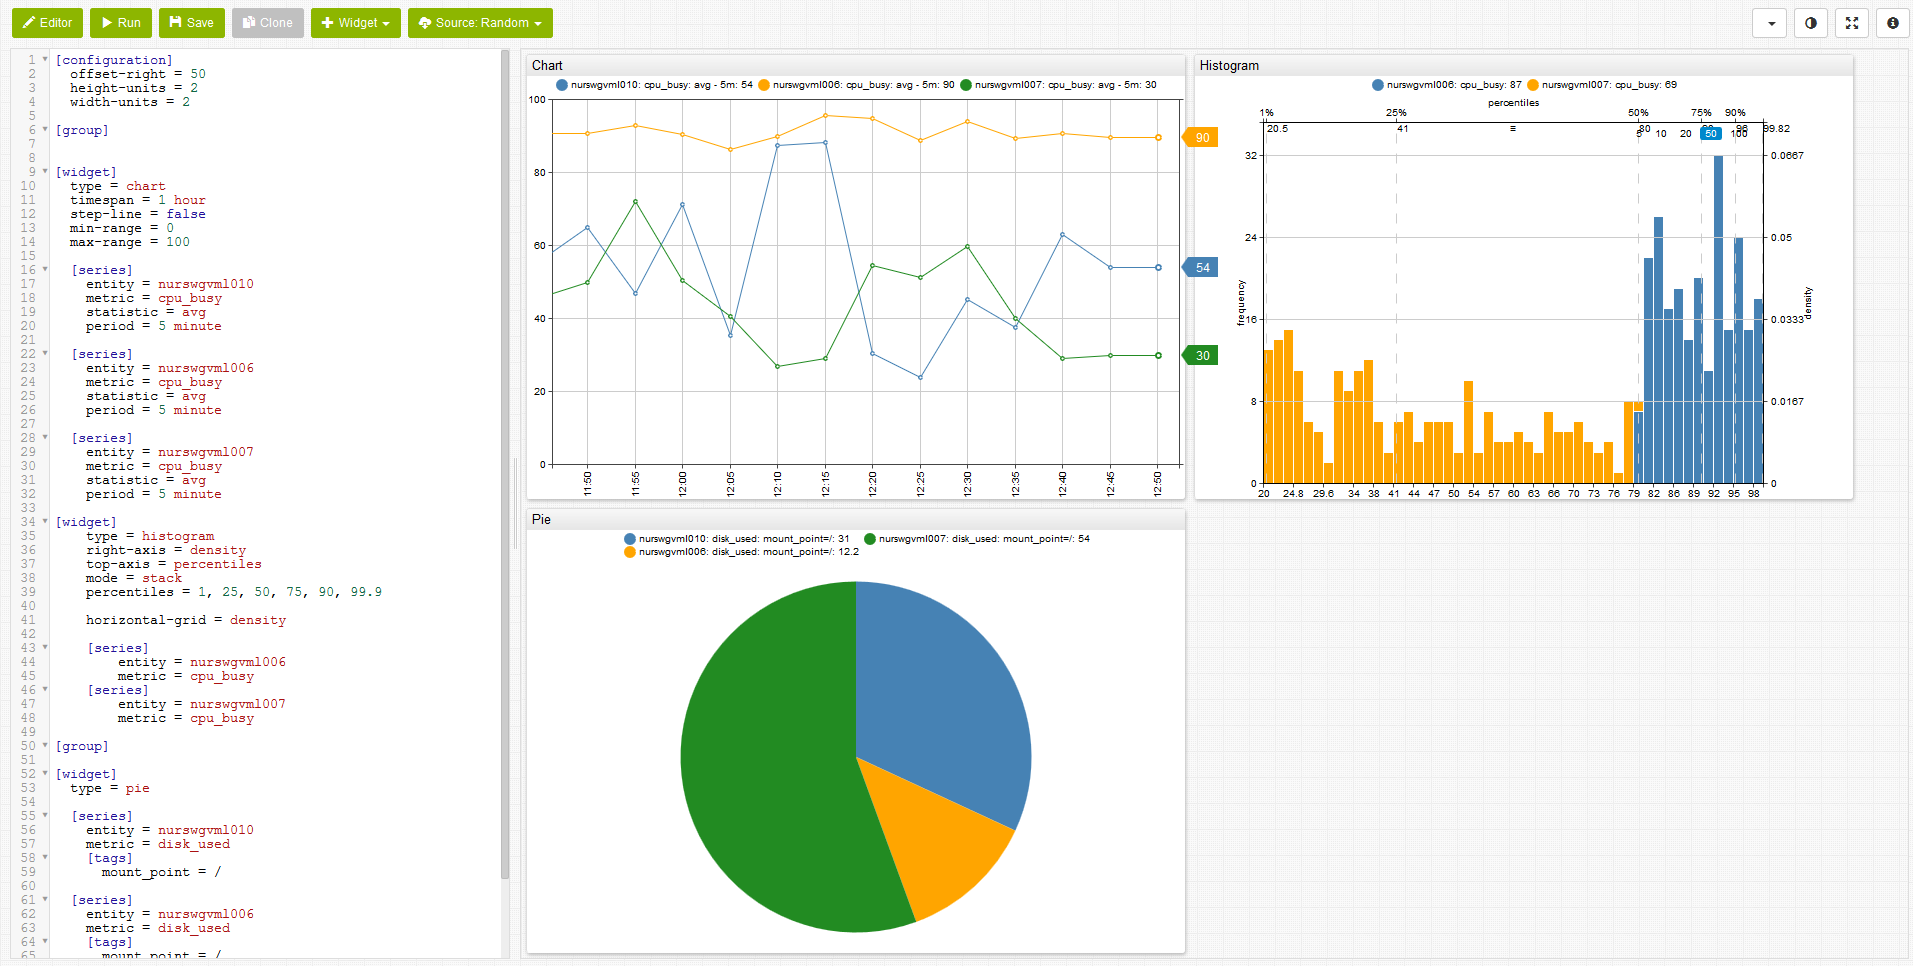 Editor Run Save Clone Widget Source: Random
1 [configuration]
2 offset-right = 50
3 height-units = 2
4 width-units = 2
5
6 [group]
7
8
9 [widget]
10 type = chart
11 timespan = 1 hour
12 step-line = false
13 min-range = 0
14 max-range = 100
15
16 [series]
17 entity = nurswgvml010
18 metric = cpu_busy
19 statistic = avg
20 period = 5 minute
21
22 [series]
23 entity = nurswgvml006
24 metric = cpu_busy
25 statistic = avg
26 period = 5 minute
27
28 [series]
29 entity = nurswgvml007
30 metric = cpu_busy
31 statistic = avg
32 period = 5 minute
33
34 [widget]
35 type = histogram
36 right-axis = density
37 top-axis = percentiles
38 mode = stack
39 percentiles = 1, 25, 50, 75, 90, 99.9
40
41 horizontal-grid = density
42
43 [series]
44 entity = nurswgvml006
45 metric = cpu_busy
46 [series]
47 entity = nurswgvml007
48 metric = cpu_busy
49
50 [group]
51
52 [widget]
53 type = pie
54
55 [series]
56 entity = nurswgvml010
57 metric = disk_used
58 [tags]
59 mount_point = /
60
61 [series]
62 entity = nurswgvml006
63 metric = disk_used
64 [tags]
65 mount_point = /
Chart
nurswgvml010: cpu_busy: avg - 5m: 54 nurswgvml006: cpu_busy: avg - 5m: 90 nurswgvml007: cpu_busy: avg - 5m: 30
100
80
60
40
20
0
90
54
30
11:50 11:55 12:00 12:05 12:10 12:15 12:20 12:25 12:30 12:35 12:40 12:45 12:50
Histogram
nurswgvml006: cpu_busy: 87 nurswgvml007: cpu_busy: 69
percentiles
1% 25% 50% 75% 90%
20.5 41 80 96 99.82
5 10 20 50 100
32
24
16
8
0
frequency
0.0667
0.05
0.0333
0.0167
0
density
20 24.8 29.6 34 38 41 44 47 50 54 57 60 63 66 70 73 76 79 82 86 89 92 95 98
Pie
nurswgvml010: disk_used: mount_point=/: 31 nurswgvml007: disk_used: mount_point=/: 54
nurswgvml006: disk_used: mount_point=/: 12.2